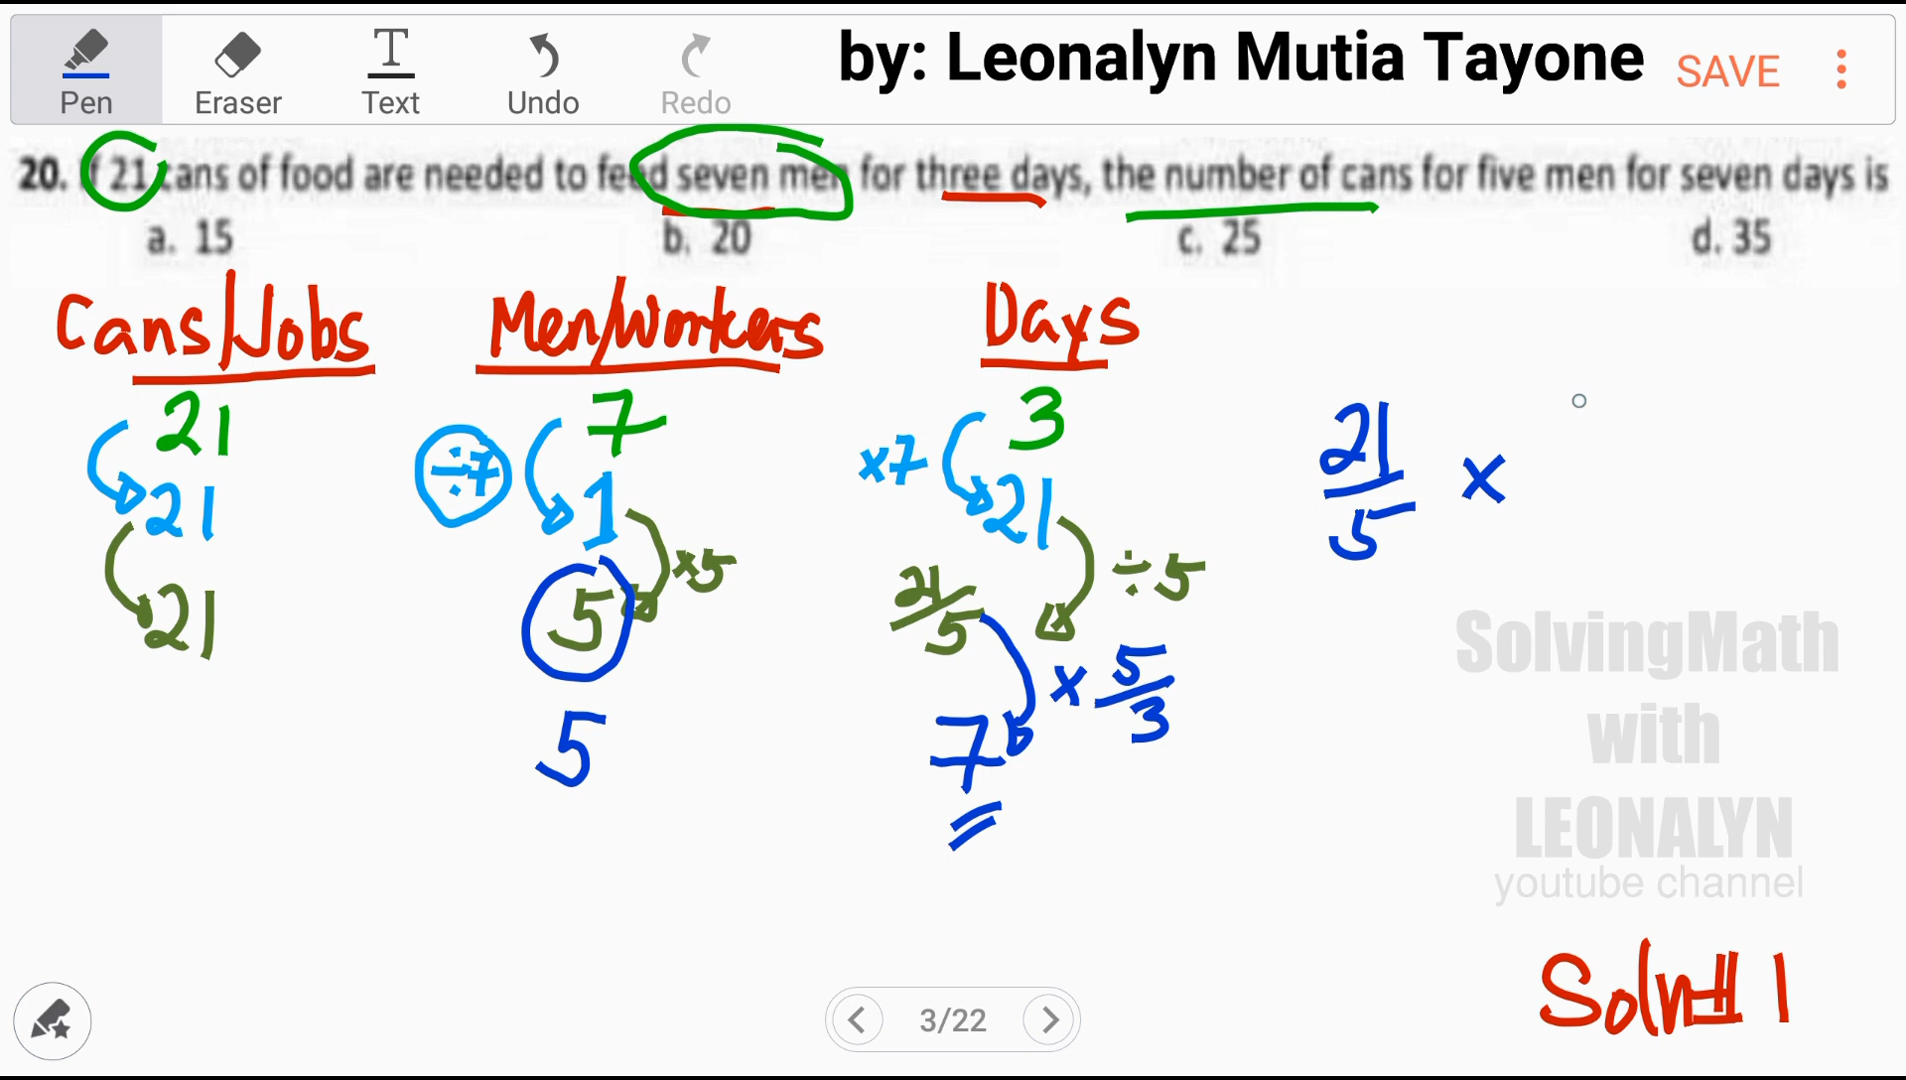 by: Leonalyn Mutia Tayone
SAVE
Pen
Eraser
Text
Undo
Redo
20. If 21 cans of food are needed to feed seven men for three days, the number of cans for five men for seven days is
a. 15
b. 20
c. 25
d. 35
Cans/Jobs
Men/Workers
Days
21
7
3
÷7
×7
21
1
21
×5
÷5
21
5
21/5
× 5/3
5
7
21/5 ×
SolvingMath
with
LEONALYN
youtube channel
Soln# 1
3/22